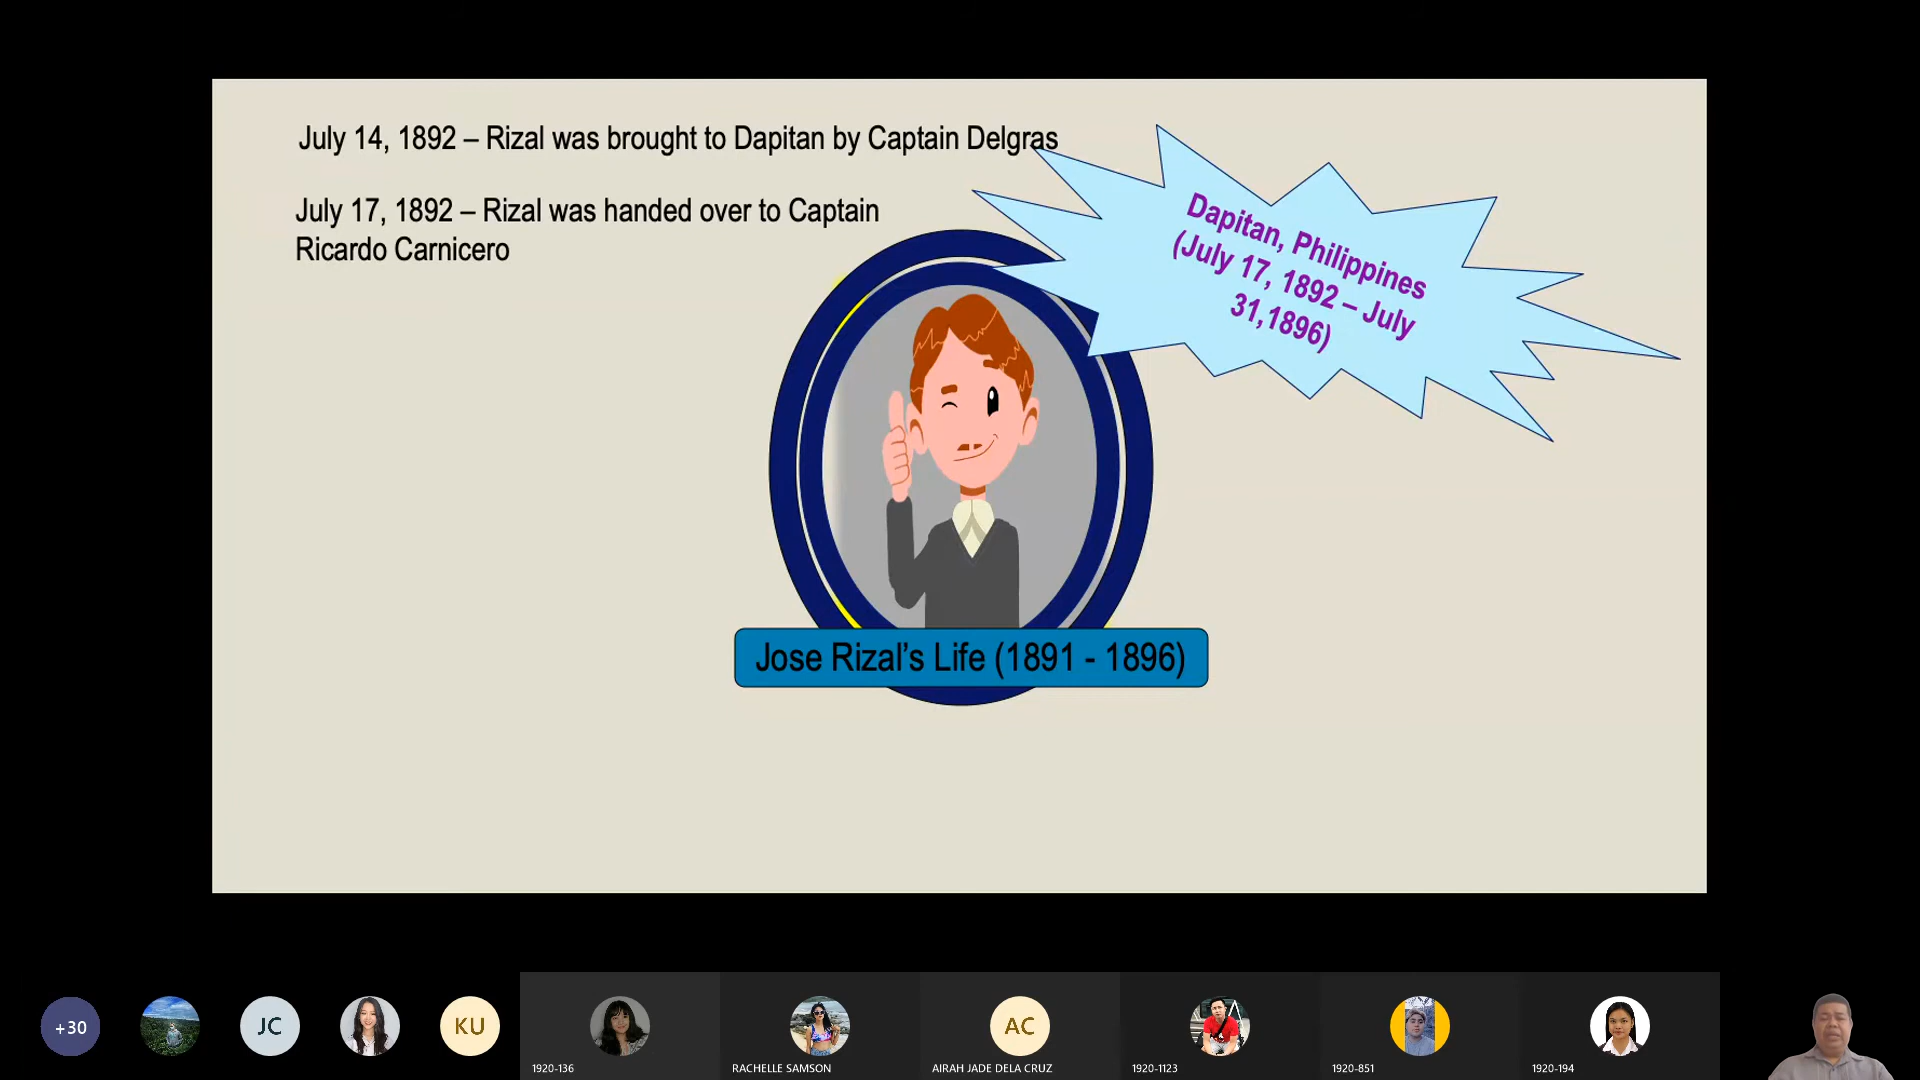 July 14, 1892 – Rizal was brought to Dapitan by Captain Delgras
July 17, 1892 – Rizal was handed over to Captain
Ricardo Carnicero
Dapitan, Philippines
(July 17, 1892 – July
31,1896)
Jose Rizal’s Life (1891 - 1896)
+30
JC
KU
AC
1920-136
RACHELLE SAMSON
AIRAH JADE DELA CRUZ
1920-1123
1920-851
1920-194